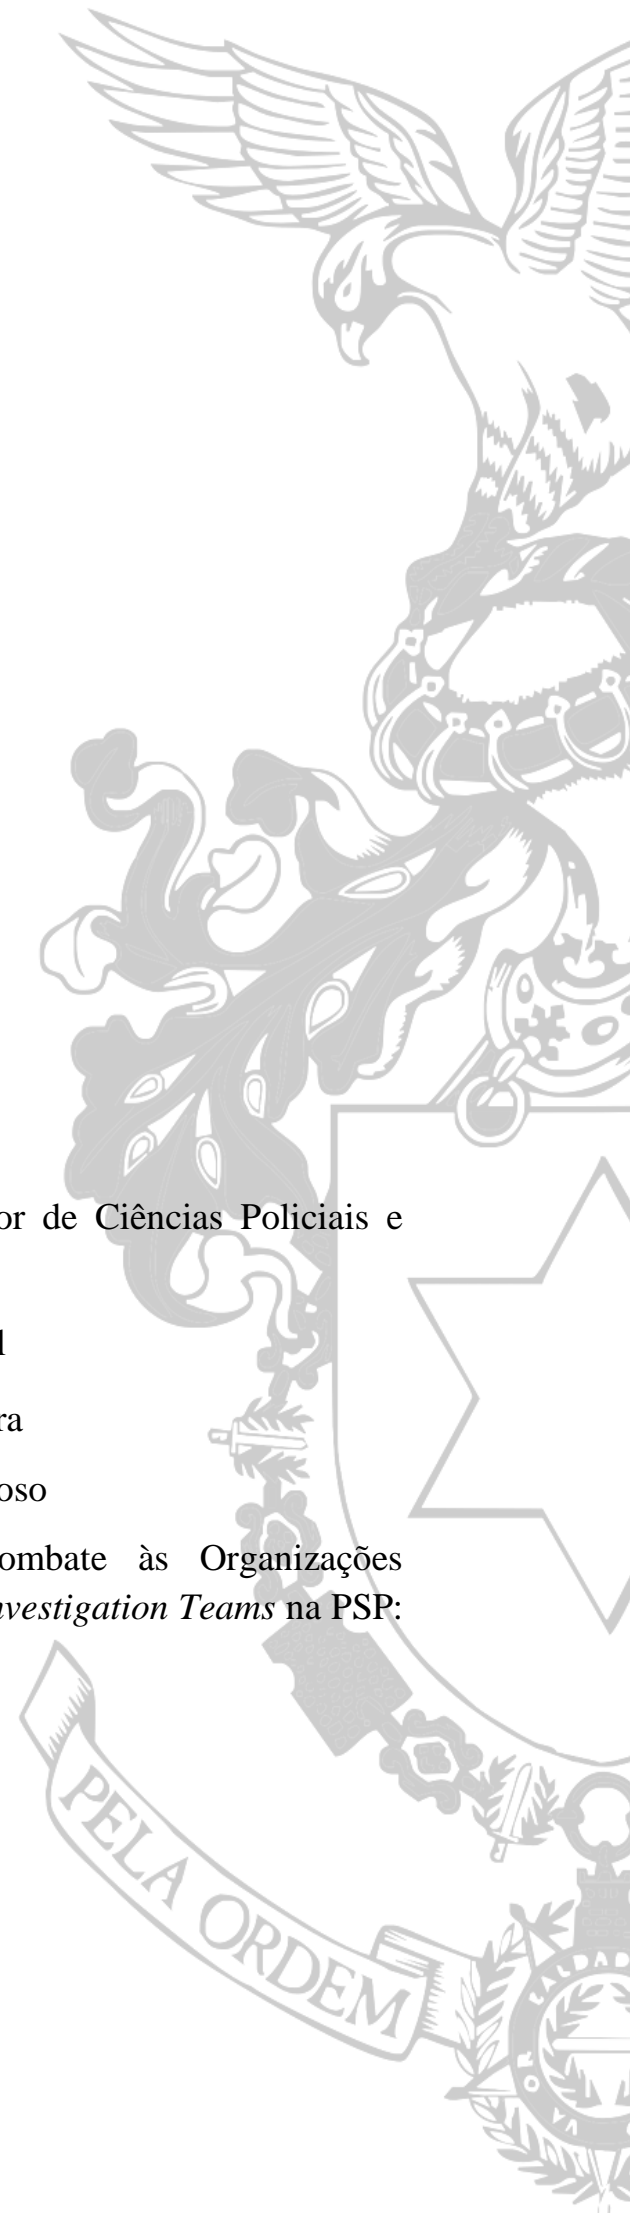 or de Ciências Policiais e
l
ra
oso
ombate às Organizações
nvestigation Teams na PSP:
PELA ORDEM